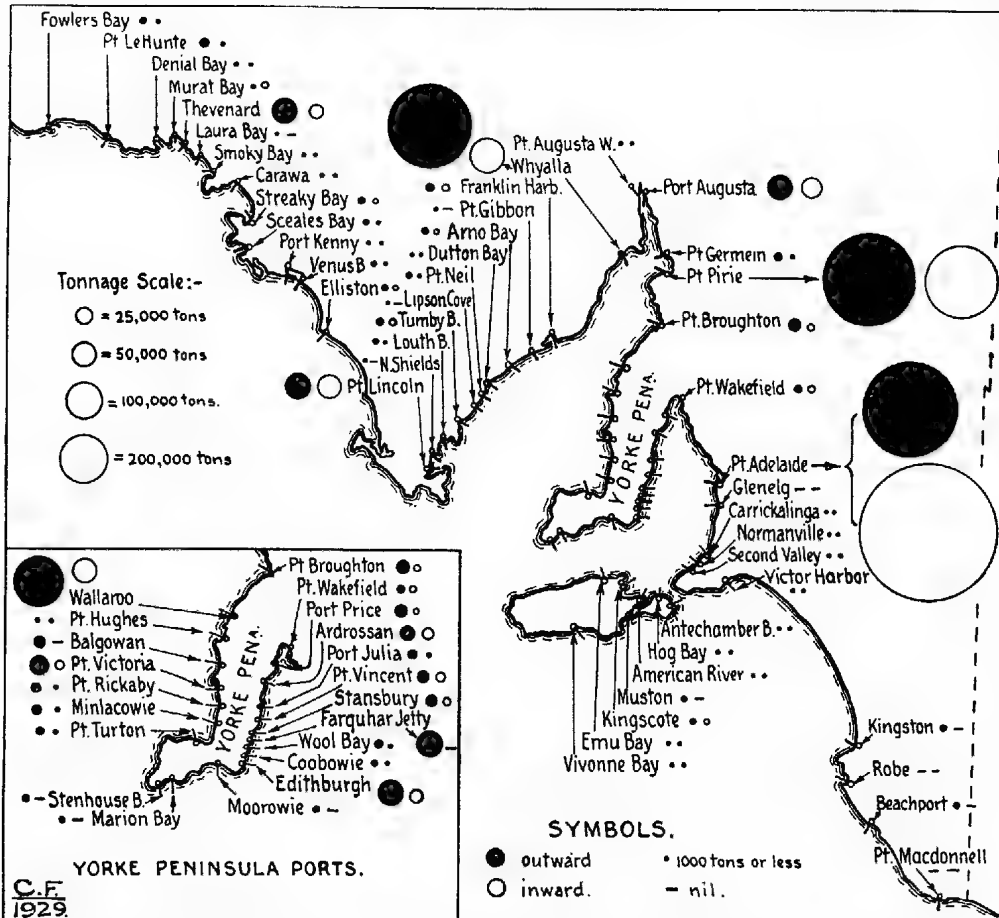 Fowlers Bay
Pt Le Hunte
Denial Bay
Murat Bay
Thevenard
Laura Bay
Smoky Bay
Carawa
Streaky Bay
Sceales Bay
Port Kenny
Venus B
Elliston
Pt. Augusta W.
Whyalla
Franklin Harb.
Pt. Gibbon
Arno Bay
Dutton Bay
Pt. Neil
Lipson Cove
Tumby B.
Louth B.
N. Shields
Pt. Lincoln
Port Augusta
Pt Germein
Pt Pirie
Pt. Broughton
Pt. Wakefield
YORKE PENA.
Pt. Adelaide
Glenelg – –
Carrickalinga
Normanville
Second Valley
Victor Harbor
Antechamber B.
Hog Bay
American River
Muston –
Kingscote
Emu Bay
Vivonne Bay
Kingston –
Robe – –
Beachport –
Pt. Macdonnell
– –
Tonnage Scale:-
= 25,000 tons
= 50,000 tons
= 100,000 tons.
= 200,000 tons
Wallaroo
Pt. Hughes
Balgowan
Pt. Victoria
Pt. Rickaby
Minlacowie
Pt. Turton
Stenhouse B.
Marion Bay
Moorowie –
Pt Broughton
Pt. Wakefield
Port Price
Ardrossan
Port Julia
Pt. Vincent
Stansbury
Farquhar Jetty
Wool Bay
Coobowie
Edithburgh
YORKE PENA.
YORKE PENINSULA PORTS.
C.F.
1929
SYMBOLS.
outward
inward.
1000 tons or less
– nil.